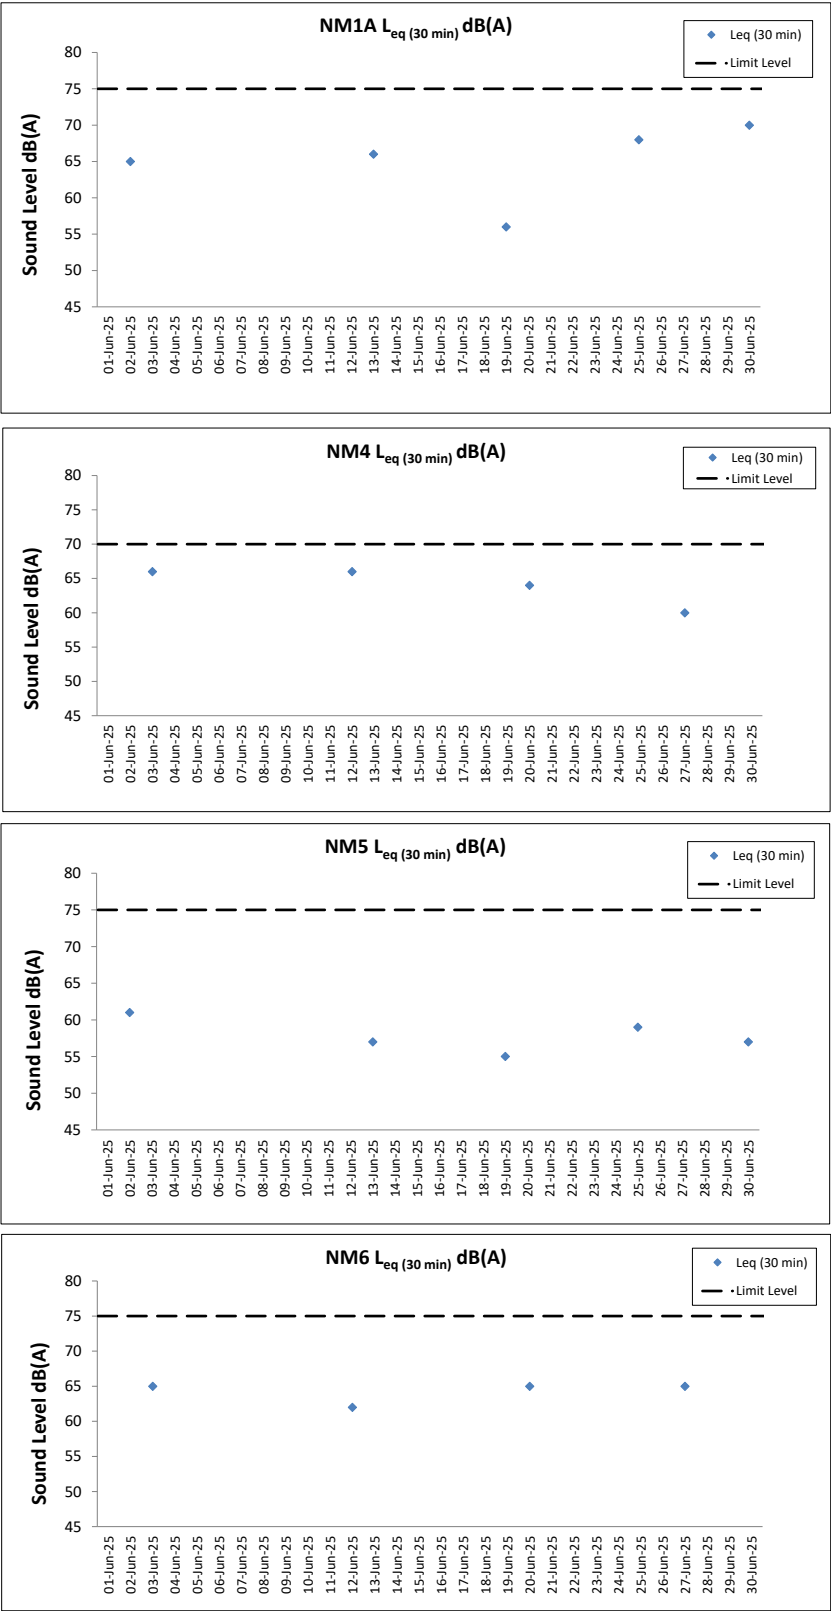 NM1A Leq (30 min) dB(A)
Leq (30 min)
Limit Level
Sound Level dB(A)
80
75
70
65
60
55
50
45
01-Jun-25
02-Jun-25
03-Jun-25
04-Jun-25
05-Jun-25
06-Jun-25
07-Jun-25
08-Jun-25
09-Jun-25
10-Jun-25
11-Jun-25
12-Jun-25
13-Jun-25
14-Jun-25
15-Jun-25
16-Jun-25
17-Jun-25
18-Jun-25
19-Jun-25
20-Jun-25
21-Jun-25
22-Jun-25
23-Jun-25
24-Jun-25
25-Jun-25
26-Jun-25
27-Jun-25
28-Jun-25
29-Jun-25
30-Jun-25
NM4 Leq (30 min) dB(A)
Leq (30 min)
Limit Level
Sound Level dB(A)
80
75
70
65
60
55
50
45
01-Jun-25
02-Jun-25
03-Jun-25
04-Jun-25
05-Jun-25
06-Jun-25
07-Jun-25
08-Jun-25
09-Jun-25
10-Jun-25
11-Jun-25
12-Jun-25
13-Jun-25
14-Jun-25
15-Jun-25
16-Jun-25
17-Jun-25
18-Jun-25
19-Jun-25
20-Jun-25
21-Jun-25
22-Jun-25
23-Jun-25
24-Jun-25
25-Jun-25
26-Jun-25
27-Jun-25
28-Jun-25
29-Jun-25
30-Jun-25
NM5 Leq (30 min) dB(A)
Leq (30 min)
Limit Level
Sound Level dB(A)
80
75
70
65
60
55
50
45
01-Jun-25
02-Jun-25
03-Jun-25
04-Jun-25
05-Jun-25
06-Jun-25
07-Jun-25
08-Jun-25
09-Jun-25
10-Jun-25
11-Jun-25
12-Jun-25
13-Jun-25
14-Jun-25
15-Jun-25
16-Jun-25
17-Jun-25
18-Jun-25
19-Jun-25
20-Jun-25
21-Jun-25
22-Jun-25
23-Jun-25
24-Jun-25
25-Jun-25
26-Jun-25
27-Jun-25
28-Jun-25
29-Jun-25
30-Jun-25
NM6 Leq (30 min) dB(A)
Leq (30 min)
Limit Level
Sound Level dB(A)
80
75
70
65
60
55
50
45
01-Jun-25
02-Jun-25
03-Jun-25
04-Jun-25
05-Jun-25
06-Jun-25
07-Jun-25
08-Jun-25
09-Jun-25
10-Jun-25
11-Jun-25
12-Jun-25
13-Jun-25
14-Jun-25
15-Jun-25
16-Jun-25
17-Jun-25
18-Jun-25
19-Jun-25
20-Jun-25
21-Jun-25
22-Jun-25
23-Jun-25
24-Jun-25
25-Jun-25
26-Jun-25
27-Jun-25
28-Jun-25
29-Jun-25
30-Jun-25